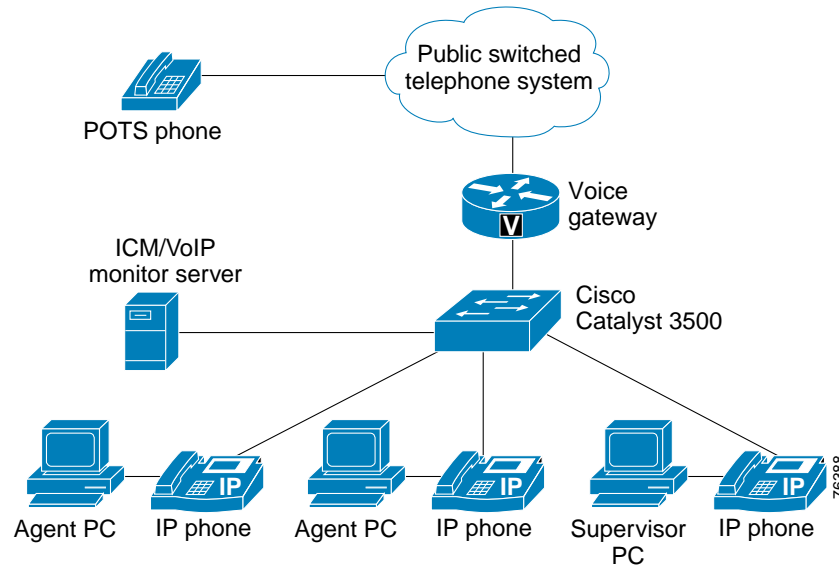 Public switched
telephone system
POTS phone
Voice
gateway
V
ICM/VoIP
monitor server
Cisco
Catalyst 3500
IP
IP
IP
Agent PC
IP phone
Agent PC
IP phone
Supervisor
PC
IP phone
76388